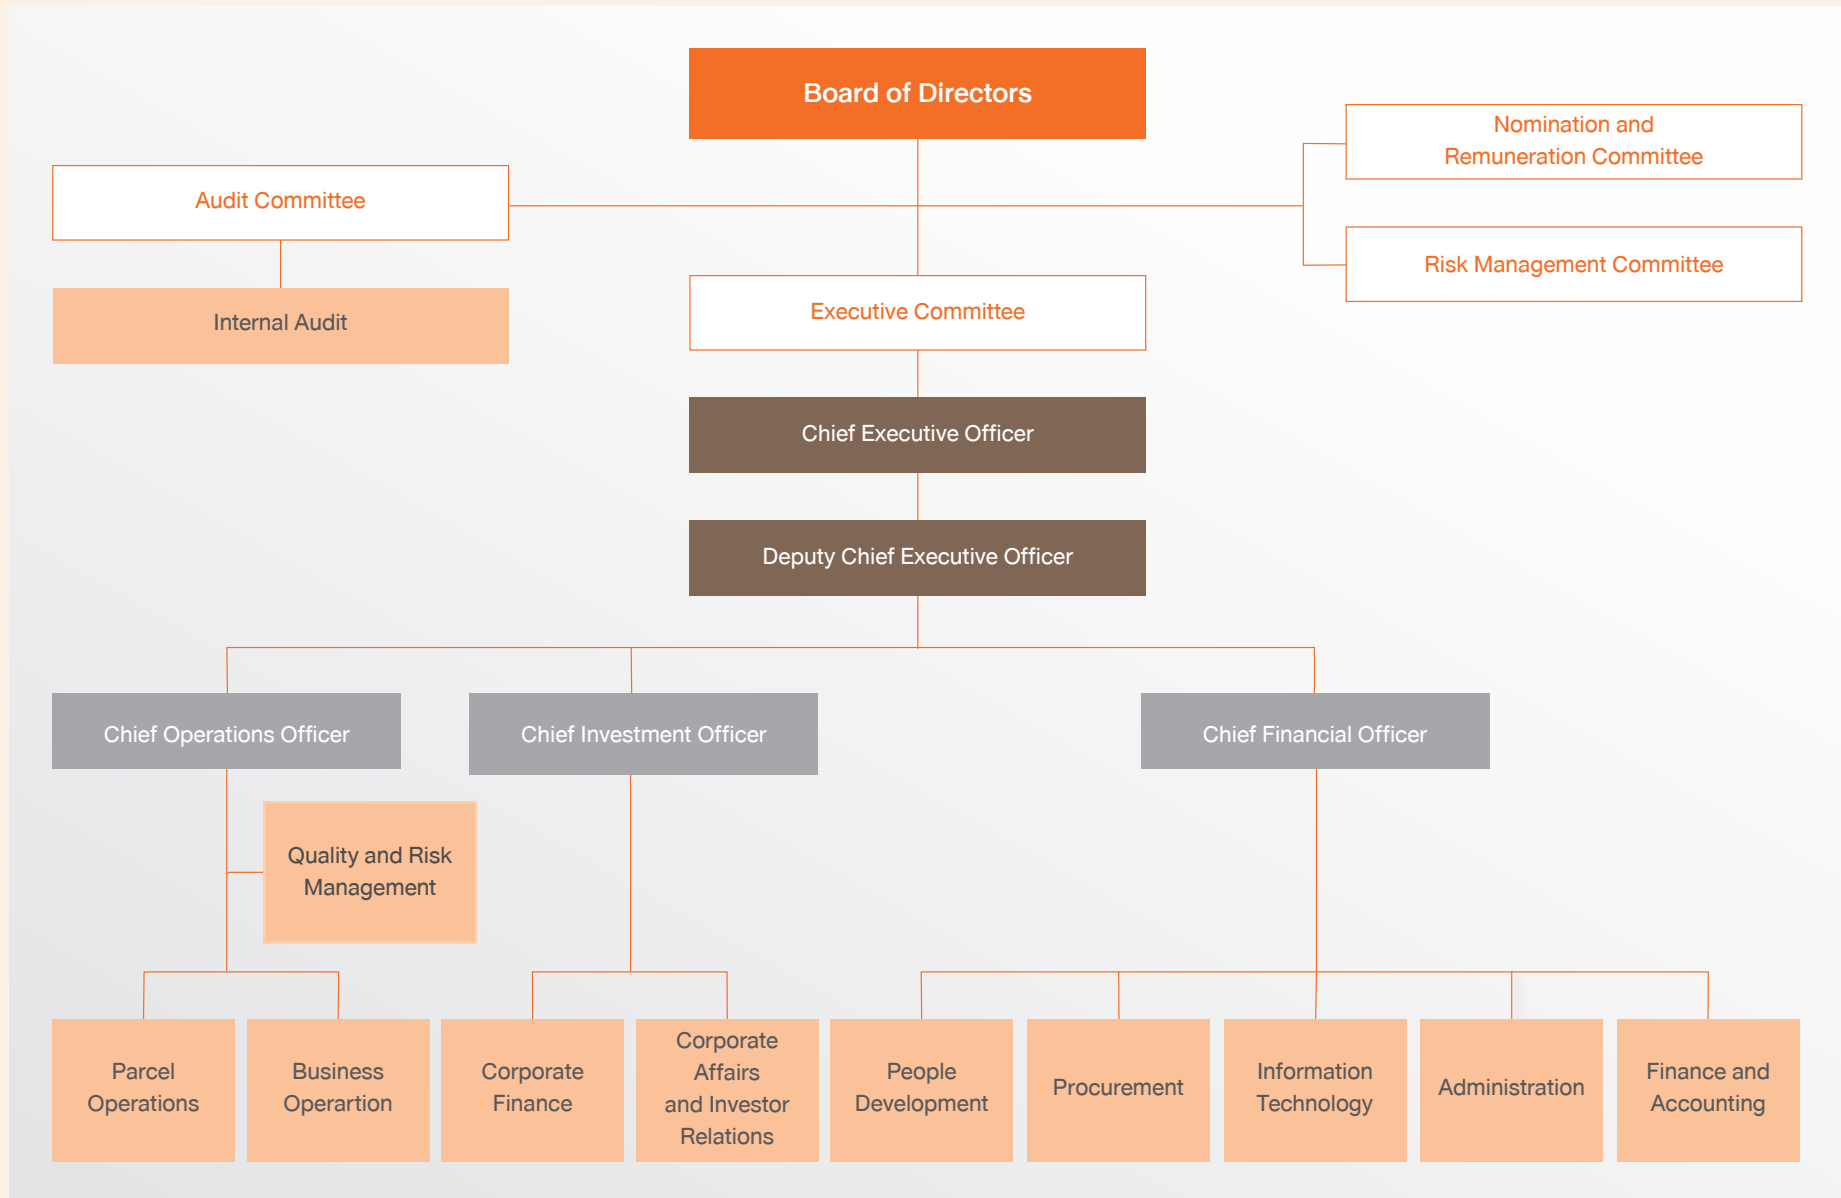 Board of Directors
Nomination and
Remuneration Committee
Audit Committee
Risk Management Committee
Internal Audit
Executive Committee
Chief Executive Officer
Deputy Chief Executive Officer
Chief Operations Officer
Chief Investment Officer
Chief Financial Officer
Quality and Risk
Management
Parcel
Operations
Business
Operartion
Corporate
Finance
Corporate
Affairs
and Investor
Relations
People
Development
Procurement
Information
Technology
Administration
Finance and
Accounting